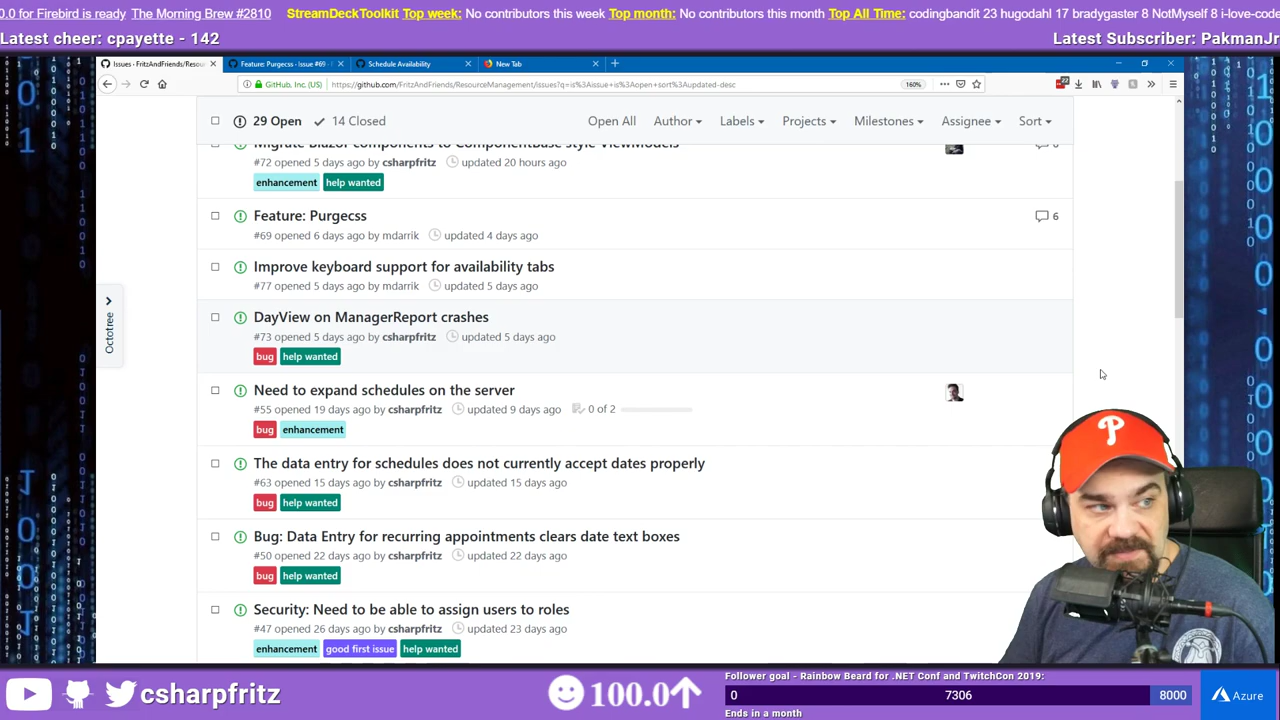 0.0 for Firebird is ready The Morning Brew #2810 StreamDeckToolkit Top week: No contributors this week Top month: No contributors this month Top All Time: codingbandit 23 hugodahl 17 bradygaster 8 NotMyself 8 i-love-code
Latest cheer: cpayette - 142
Latest Subscriber: PakmanJr
Issues · FritzAndFriends/Resou
Feature: Purgecss · Issue #69 ·
Schedule Availability
New Tab
GitHub, Inc. (US)
https://github.com/FritzAndFriends/ResourceManagement/issues?q=is%3Aissue+is%3Aopen+sort%3Aupdated-desc
160%
29 Open
14 Closed
Open All
Author
Labels
Projects
Milestones
Assignee
Sort
Migrate Blazor components to ComponentBase style ViewModels
#72 opened 5 days ago by csharpfritz updated 20 hours ago
enhancement help wanted
Feature: Purgecss
6
#69 opened 6 days ago by mdarrik updated 4 days ago
Improve keyboard support for availability tabs
#77 opened 5 days ago by mdarrik updated 5 days ago
DayView on ManagerReport crashes
#73 opened 5 days ago by csharpfritz updated 5 days ago
bug help wanted
Octotree
Need to expand schedules on the server
#55 opened 19 days ago by csharpfritz updated 9 days ago 0 of 2
bug enhancement
The data entry for schedules does not currently accept dates properly
#63 opened 15 days ago by csharpfritz updated 15 days ago
bug help wanted
Bug: Data Entry for recurring appointments clears date text boxes
#50 opened 22 days ago by csharpfritz updated 22 days ago
bug help wanted
Security: Need to be able to assign users to roles
#47 opened 26 days ago by csharpfritz updated 23 days ago
enhancement good first issue help wanted
P
csharpfritz
100.0
Follower goal - Rainbow Beard for .NET Conf and TwitchCon 2019:
0 7306 8000
Ends in a month
Azure